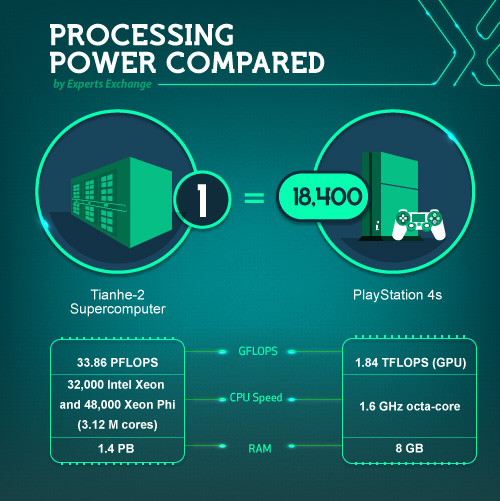 PROCESSING
POWER COMPARED
by Experts Exchange
1 = 18,400
Tianhe-2
Supercomputer
PlayStation 4s
33.86 PFLOPS GFLOPS 1.84 TFLOPS (GPU)
32,000 Intel Xeon
and 48,000 Xeon Phi
(3.12 M cores)
CPU Speed
1.6 GHz octa-core
1.4 PB RAM 8 GB